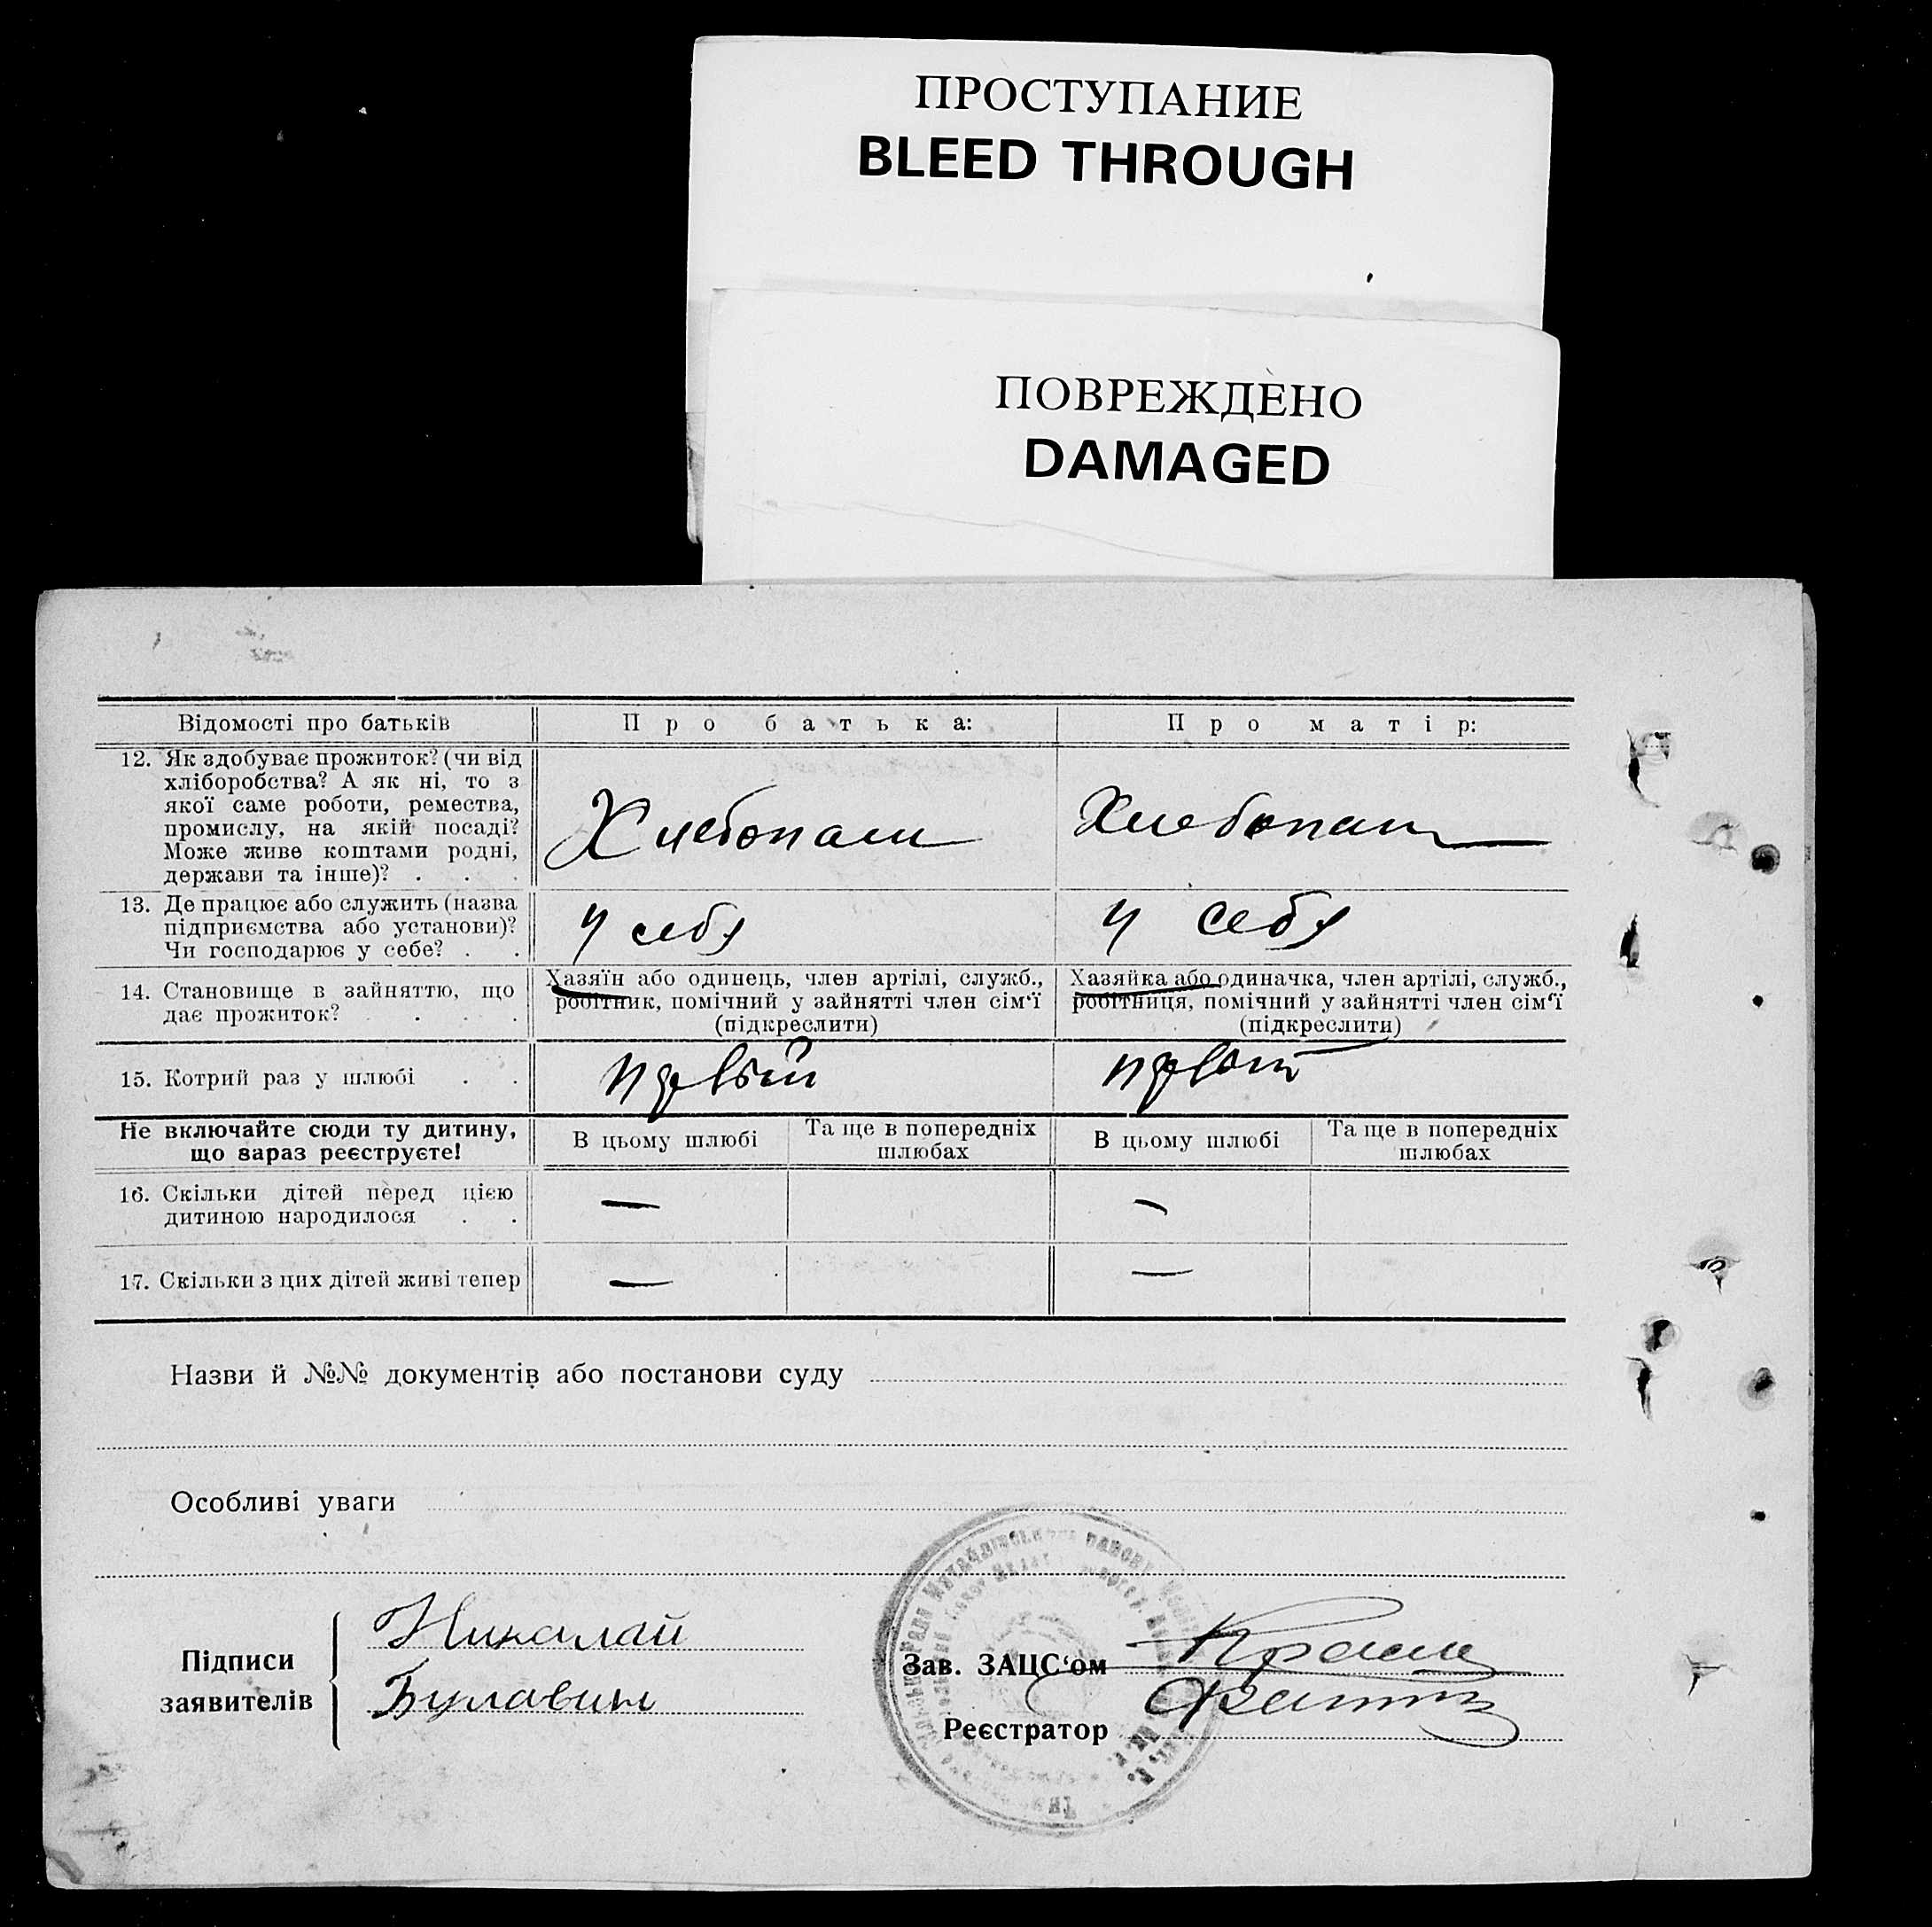 ПРОСТУПАНИЕ
BLEED THROUGH
ПОВРЕЖДЕНО
DAMAGED
Відомості про батьків
Про батька:
Про матір:
12. Як здобуває прожиток? (чи від
хліборобства? А як ні, то з
якої саме роботи, ремества,
промислу, на якій посаді?
Може живе коштами родні,
держави та інше)? . . .
Хлебопаш
Хлебопаш
13. Де працює або служить (назва
підприємства або установи)?
Чи господарює у себе? . .
У себя
У себя
14. Становище в зайняттю, що
дає прожиток? . . . .
Хазяїн або одинець, член артілі, служб.,
робітник, помічний у зайнятті член сім'ї
(підкреслити)
Хазяйка або одиначка, член артілі, служб.,
робітниця, помічний у зайнятті член сім'ї
(підкреслити)
15. Котрий раз у шлюбі . .
первый
первый
Не включайте сюди ту дитину,
що зараз реєструєте!
В цьому шлюбі
Та ще в попередніх
шлюбах
В цьому шлюбі
Та ще в попередніх
шлюбах
16. Скільки дітей перед цією
дитиною народилося . .
—
—
17. Скільки з цих дітей живі тепер
—
—
Назви й №№ документів або постанови суду
Особливі уваги
Підписи
заявителів
Николай
Булавин
Зав. ЗАЦС'ом
Реєстратор